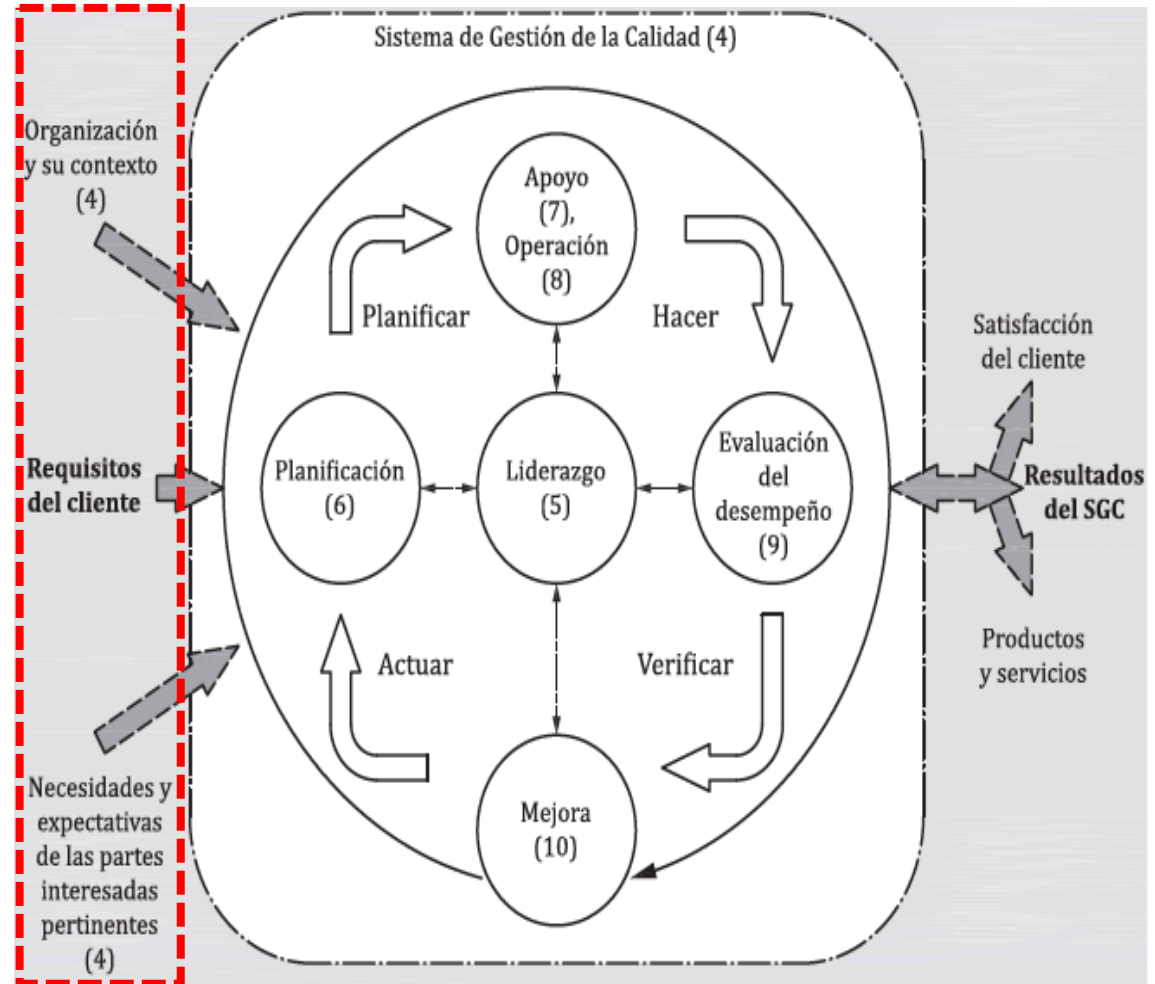 Sistema de Gestión de la Calidad (4)
Organización
y su contexto
(4)
Requisitos
del cliente
Necesidades y
expectativas
de las partes
interesadas
pertinentes
(4)
Apoyo
(7),
Operación
(8)
Planificar
Hacer
Planificación
(6)
Liderazgo
(5)
Evaluación
del
desempeño
(9)
Actuar
Verificar
Mejora
(10)
Satisfacción
del cliente
Resultados
del SGC
Productos
y servicios